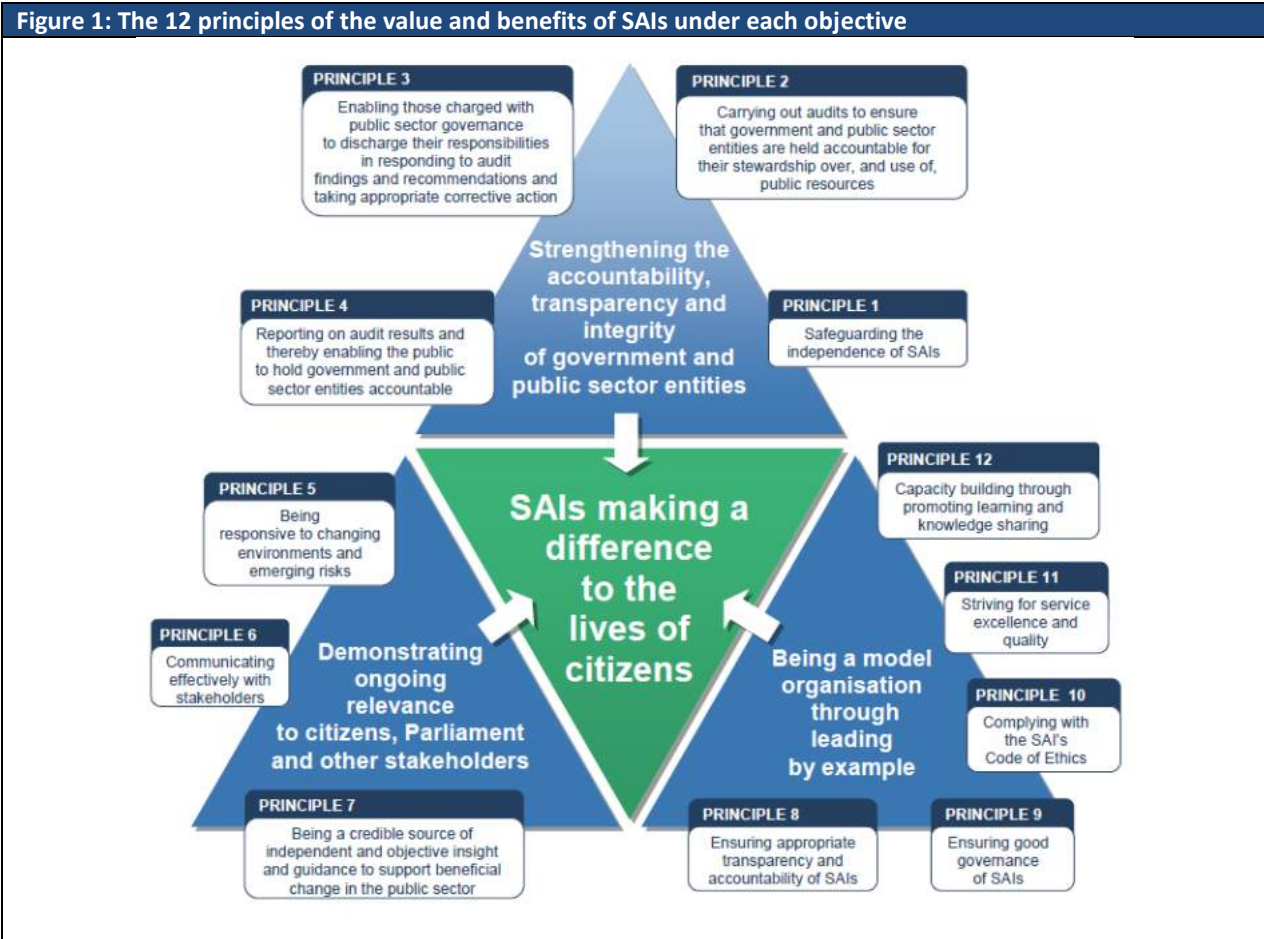 Figure 1: The 12 principles of the value and benefits of SAIs under each objective
PRINCIPLE 3
Enabling those charged with
public sector governance
to discharge their responsibilities
in responding to audit
findings and recommendations and
taking appropriate corrective action
PRINCIPLE 2
Carrying out audits to ensure
that government and public sector
entities are held accountable for
their stewardship over, and use of,
public resources
Strengthening the
accountability,
transparency and
integrity
of government and
public sector entities
PRINCIPLE 4
Reporting on audit results and
thereby enabling the public
to hold government and public
sector entities accountable
PRINCIPLE 1
Safeguarding the
independence of SAIs
PRINCIPLE 5
Being
responsive to changing
environments and
emerging risks
SAIs making a
difference
to the
lives of
citizens
PRINCIPLE 12
Capacity building through
promoting learning and
knowledge sharing
PRINCIPLE 11
Striving for service
excellence and
quality
PRINCIPLE 6
Communicating
effectively with
stakeholders
Demonstrating
ongoing
relevance
to citizens, Parliament
and other stakeholders
Being a model
organisation
through
leading
by example
PRINCIPLE 10
Complying with
the SAI's
Code of Ethics
PRINCIPLE 7
Being a credible source of
independent and objective insight
and guidance to support beneficial
change in the public sector
PRINCIPLE 8
Ensuring appropriate
transparency and
accountability of SAIs
PRINCIPLE 9
Ensuring good
governance
of SAIs